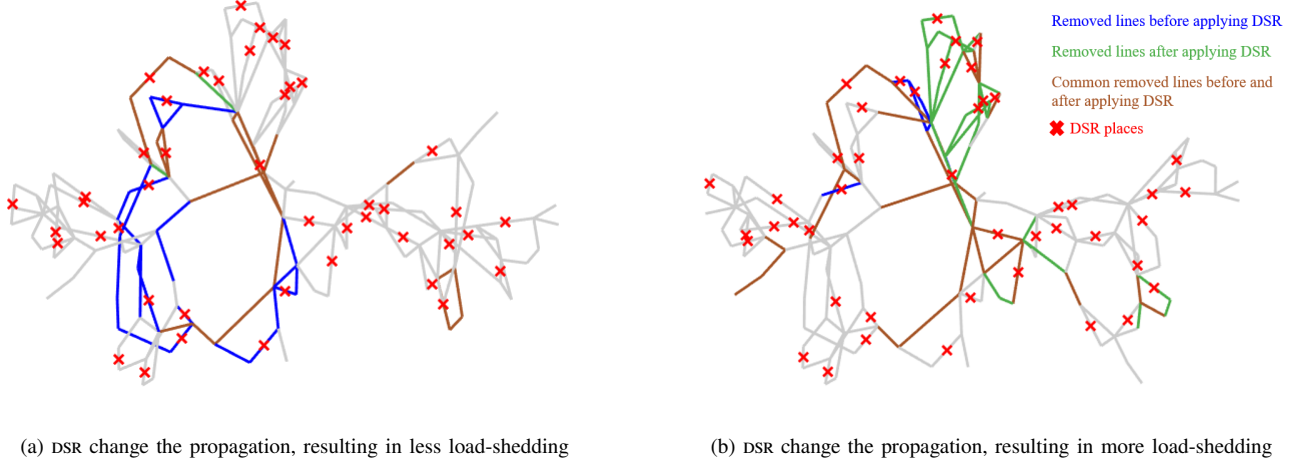 Removed lines before applying DSR
Removed lines after applying DSR
Common removed lines before and
after applying DSR
DSR places
(a) DSR change the propagation, resulting in less load-shedding
(b) DSR change the propagation, resulting in more load-shedding